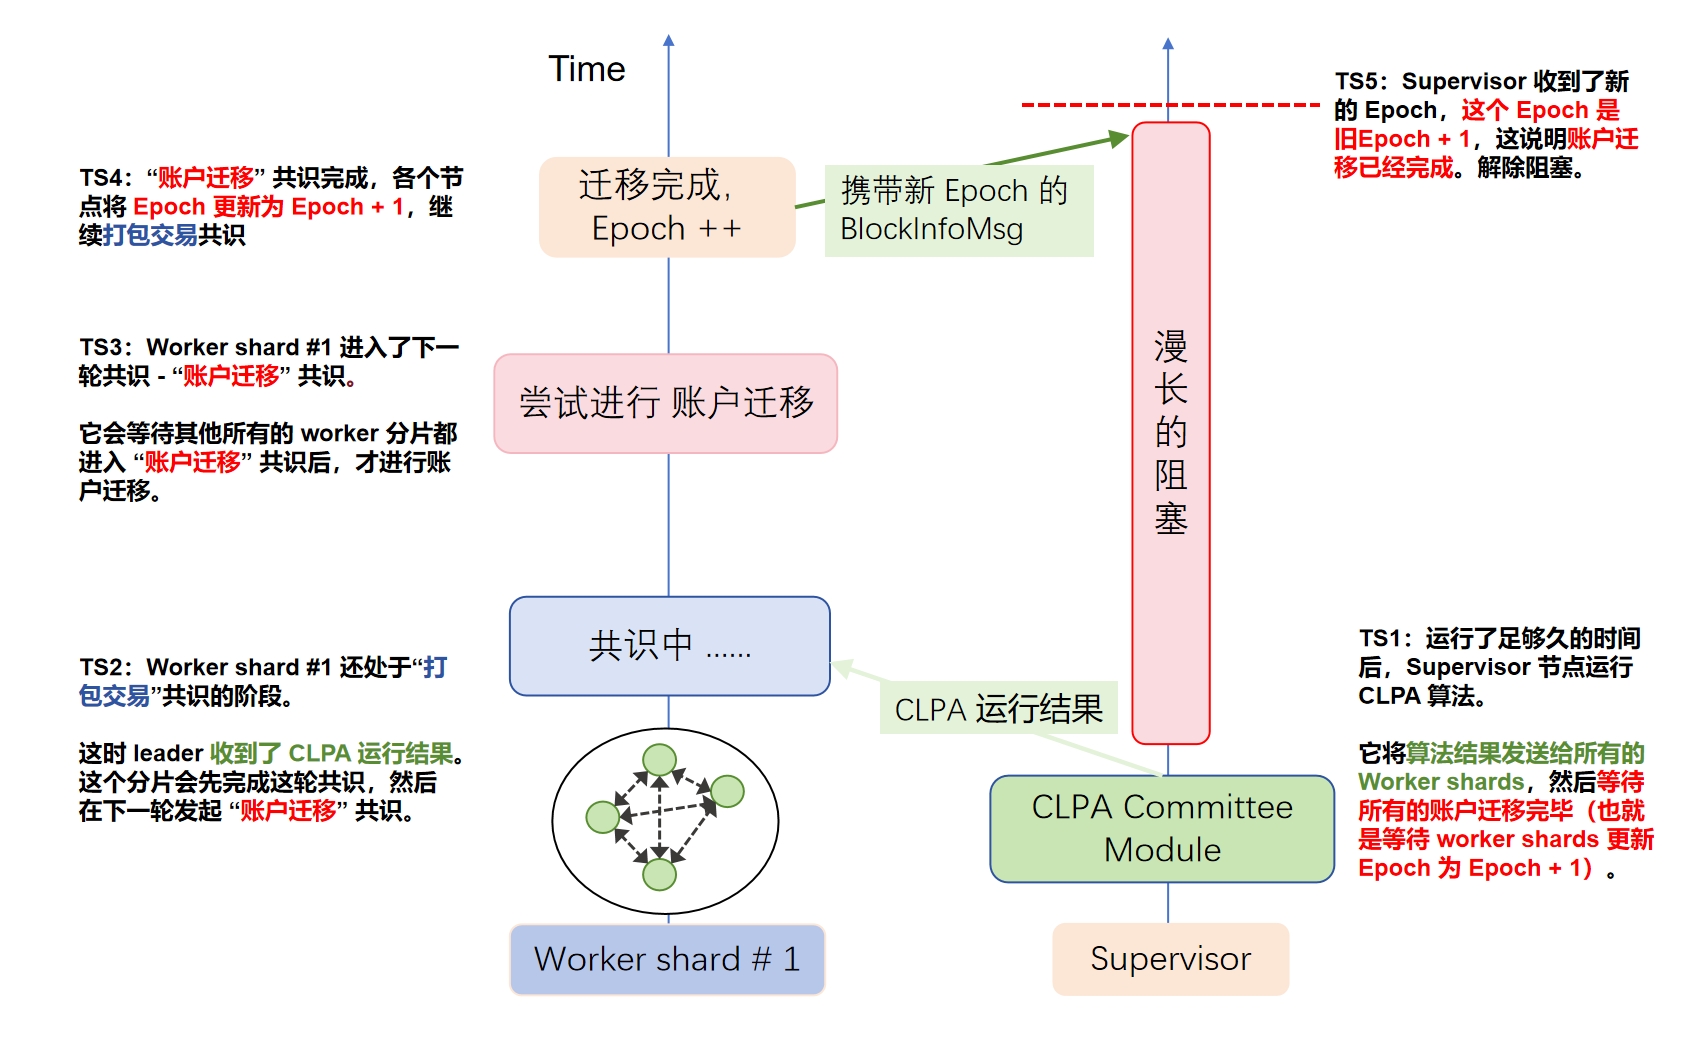 Time
TS5：Supervisor 收到了新
的 Epoch，这个 Epoch 是
旧Epoch + 1，这说明账户迁
移已经完成。解除阻塞。
TS4：“账户迁移” 共识完成，各个节
点将 Epoch 更新为 Epoch + 1，继
续打包交易共识
迁移完成,
Epoch ++
携带新 Epoch 的
BlockInfoMsg
TS3：Worker shard #1 进入了下一
轮共识 - “账户迁移” 共识。
它会等待其他所有的 worker 分片都
进入 “账户迁移” 共识后，才进行账
户迁移。
尝试进行 账户迁移
漫
长
的
阻
塞
共识中 ......
TS2：Worker shard #1 还处于“打
包交易”共识的阶段。
这时 leader 收到了 CLPA 运行结果。
这个分片会先完成这轮共识，然后
在下一轮发起 “账户迁移” 共识。
CLPA 运行结果
TS1：运行了足够久的时间
后，Supervisor 节点运行
CLPA 算法。
它将算法结果发送给所有的
Worker shards，然后等待
所有的账户迁移完毕（也就
是等待 worker shards 更新
Epoch 为 Epoch + 1）。
CLPA Committee
Module
Worker shard # 1
Supervisor